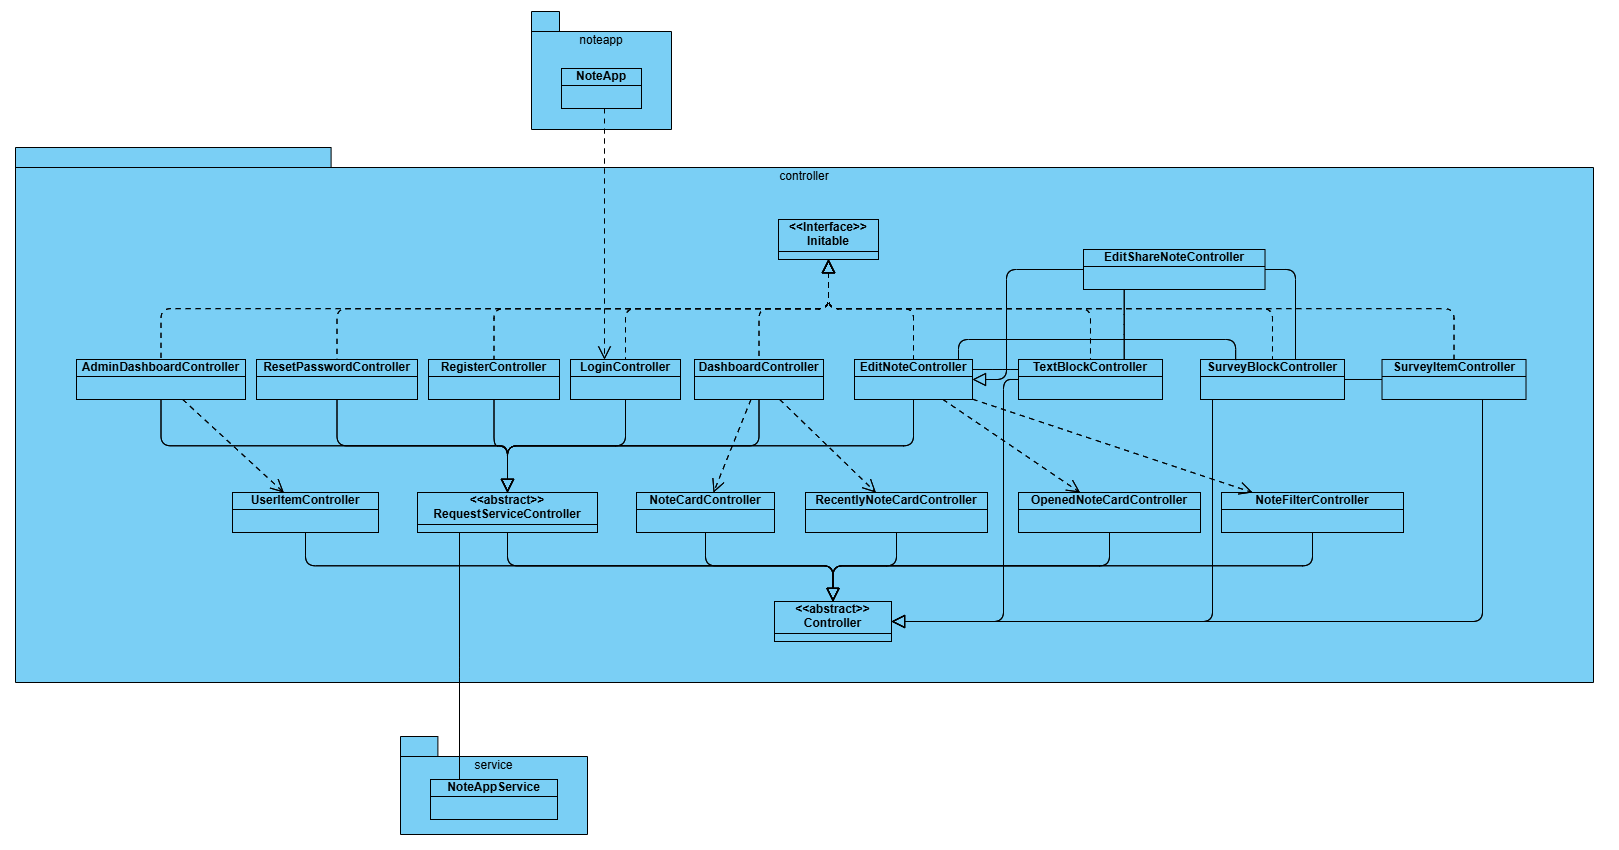 noteapp
NoteApp
controller
<<Interface>>
Initable
EditShareNoteController
AdminDashboardController
ResetPasswordController
RegisterController
LoginController
DashboardController
EditNoteController
TextBlockController
SurveyBlockController
SurveyItemController
UserItemController
<<abstract>>
RequestServiceController
NoteCardController
RecentlyNoteCardController
OpenedNoteCardController
NoteFilterController
<<abstract>>
Controller
service
NoteAppService